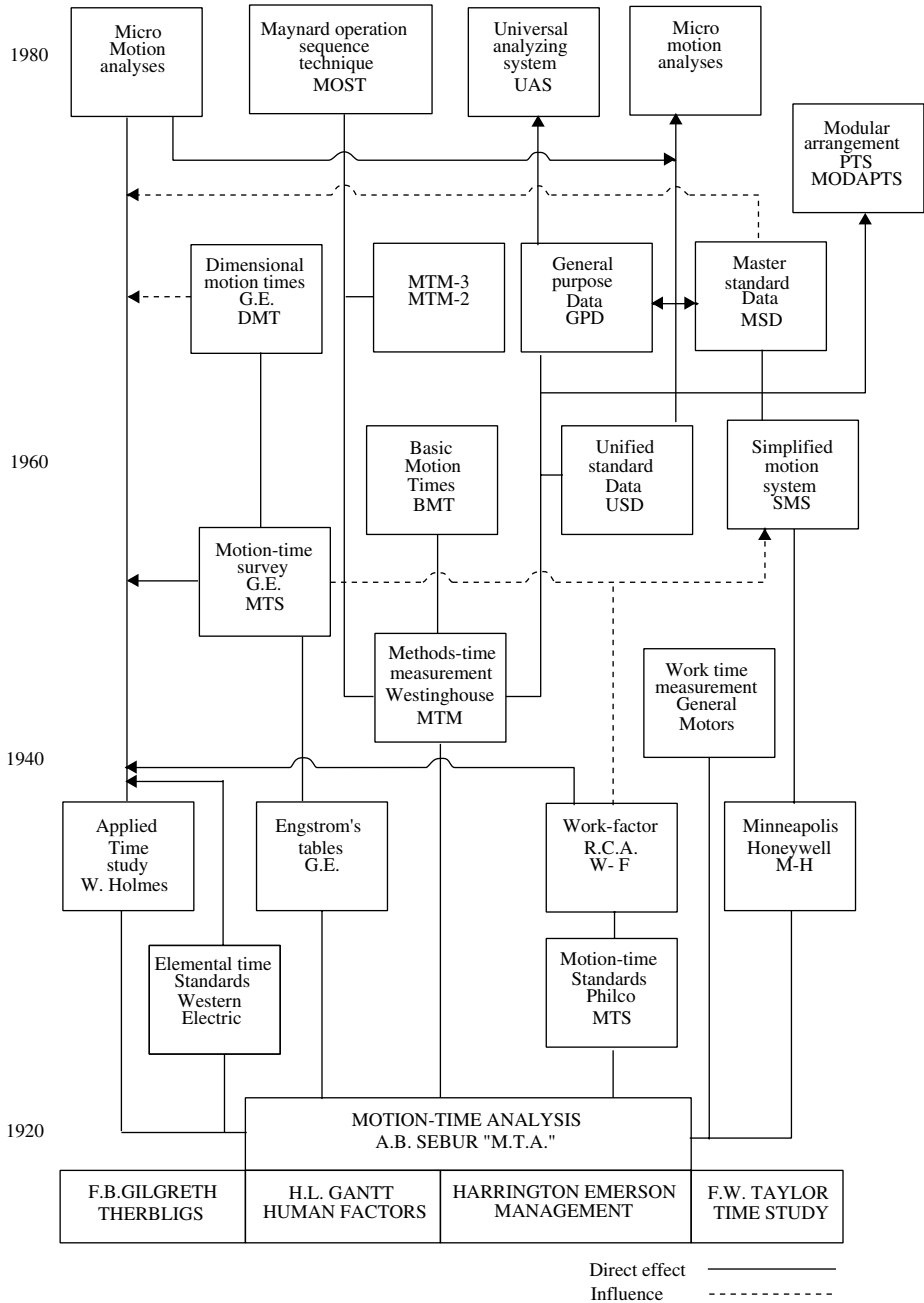 1980
Micro
Motion
analyses
Maynard operation
sequence
technique
MOST
Universal
analyzing
system
UAS
Micro
motion
analyses
Modular
arrangement
PTS
MODAPTS
Dimensional
motion times
G.E.
DMT
MTM-3
MTM-2
General
purpose
Data
GPD
Master
standard
Data
MSD
1960
Basic
Motion
Times
BMT
Unified
standard
Data
USD
Simplified
motion
system
SMS
Motion-time
survey
G.E.
MTS
Methods-time
measurement
Westinghouse
MTM
Work time
measurement
General
Motors
1940
Applied
Time
study
W. Holmes
Engstrom's
tables
G.E.
Work-factor
R.C.A.
W- F
Minneapolis
Honeywell
M-H
Elemental time
Standards
Western
Electric
Motion-time
Standards
Philco
MTS
1920
MOTION-TIME ANALYSIS
A.B. SEBUR "M.T.A."
F.B.GILGRETH
THERBLIGS
H.L. GANTT
HUMAN FACTORS
HARRINGTON EMERSON
MANAGEMENT
F.W. TAYLOR
TIME STUDY
Direct effect
Influence